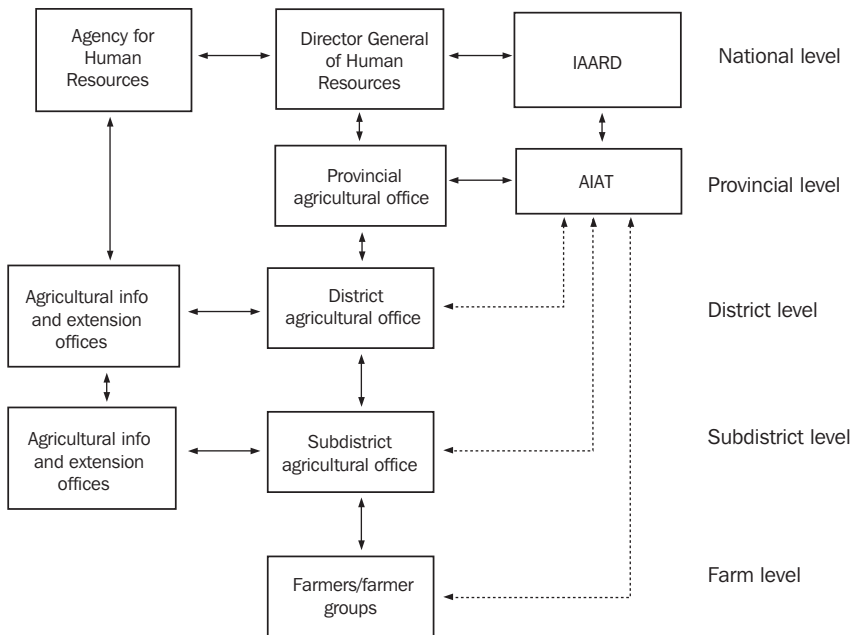 Agency for
Human
Resources
Director General
of Human
Resources
IAARD
National level
Provincial
agricultural office
AIAT
Provincial level
Agricultural info
and extension
offices
District
agricultural office
District level
Agricultural info
and extension
offices
Subdistrict
agricultural office
Subdistrict level
Farmers/farmer
groups
Farm level